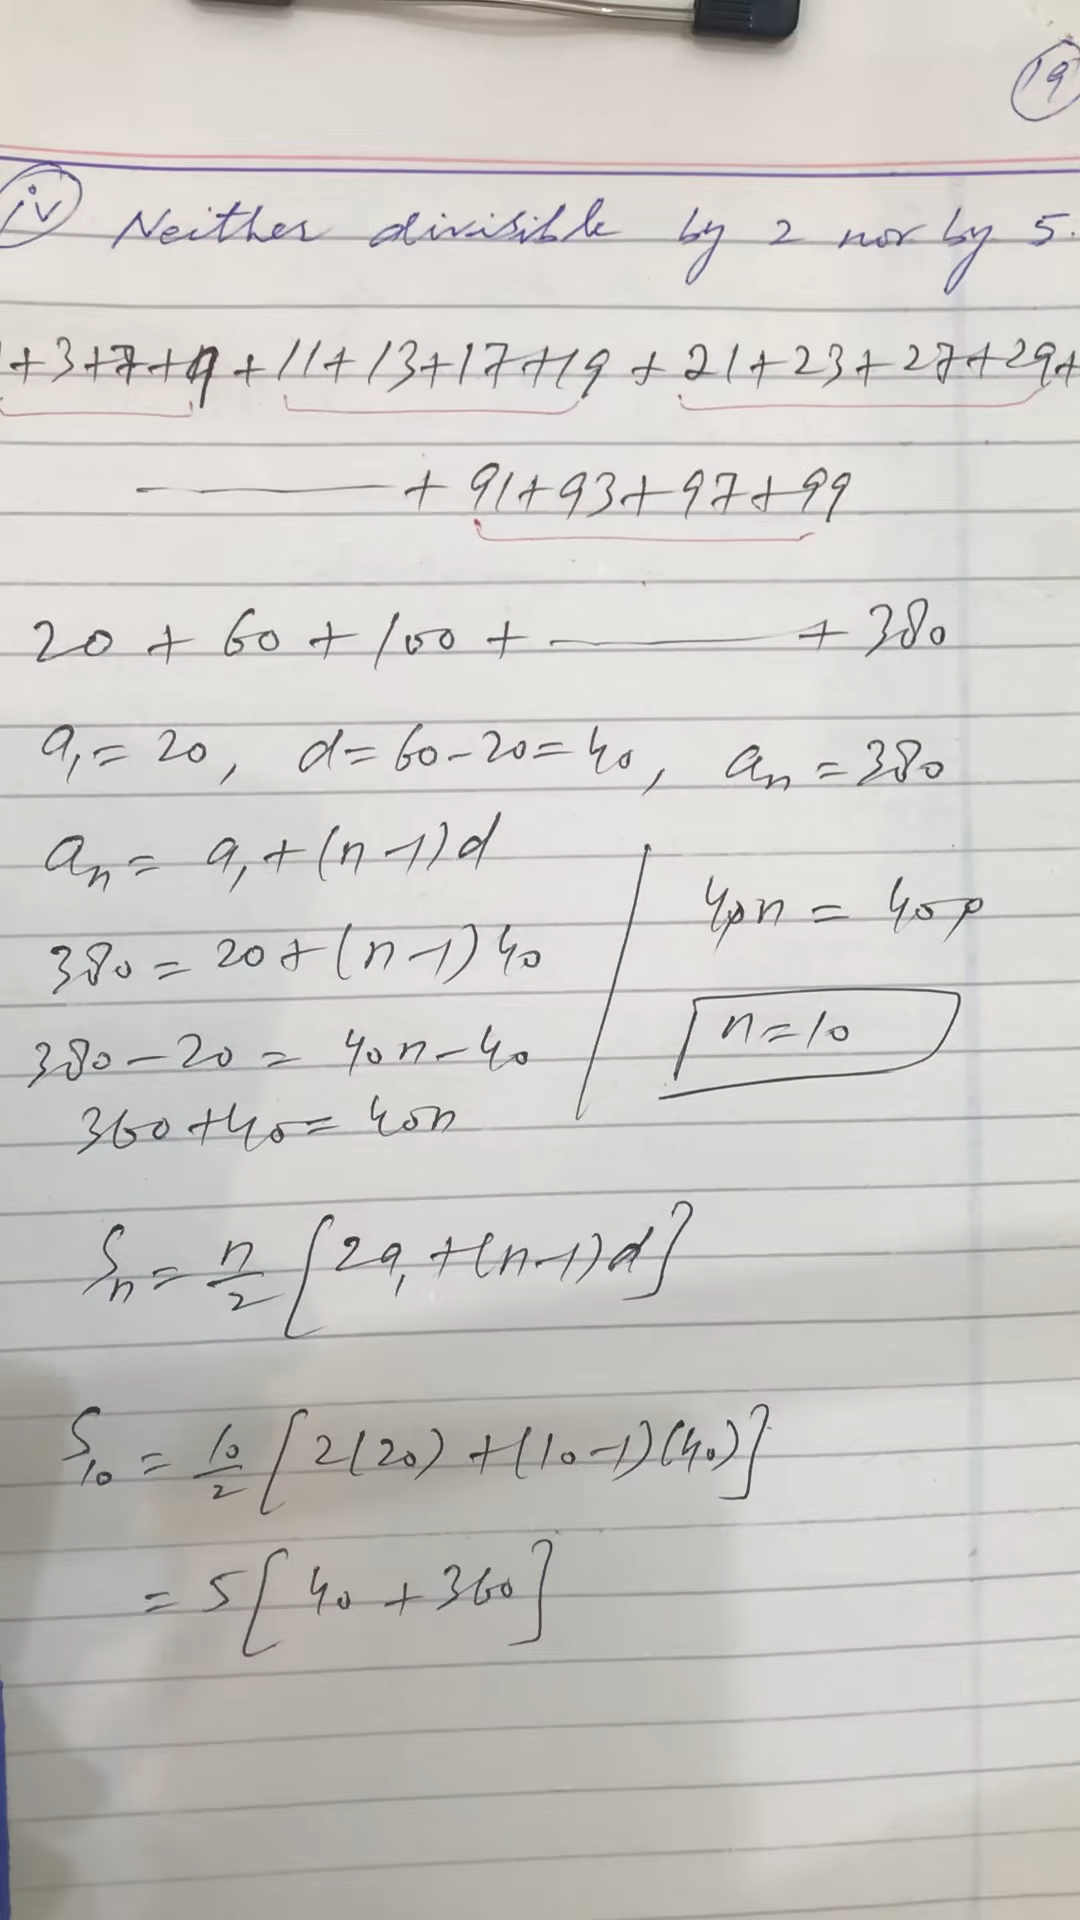 19
iv Neither divisible by 2 nor by 5.
+3+7+9+11+13+17+19+21+23+27+29+
+91+93+97+99
20+60+100+ +380
a₁=20, d=60-20=40, aₙ=380
aₙ=a₁+(n-1)d
380=20+(n-1)40
380-20=40n-40
360+40=40n
40n=400
n=10
Sₙ=n/2[2a₁+(n-1)d]
S₁₀=10/2[2(20)+(10-1)(40)]
=5[40+360]